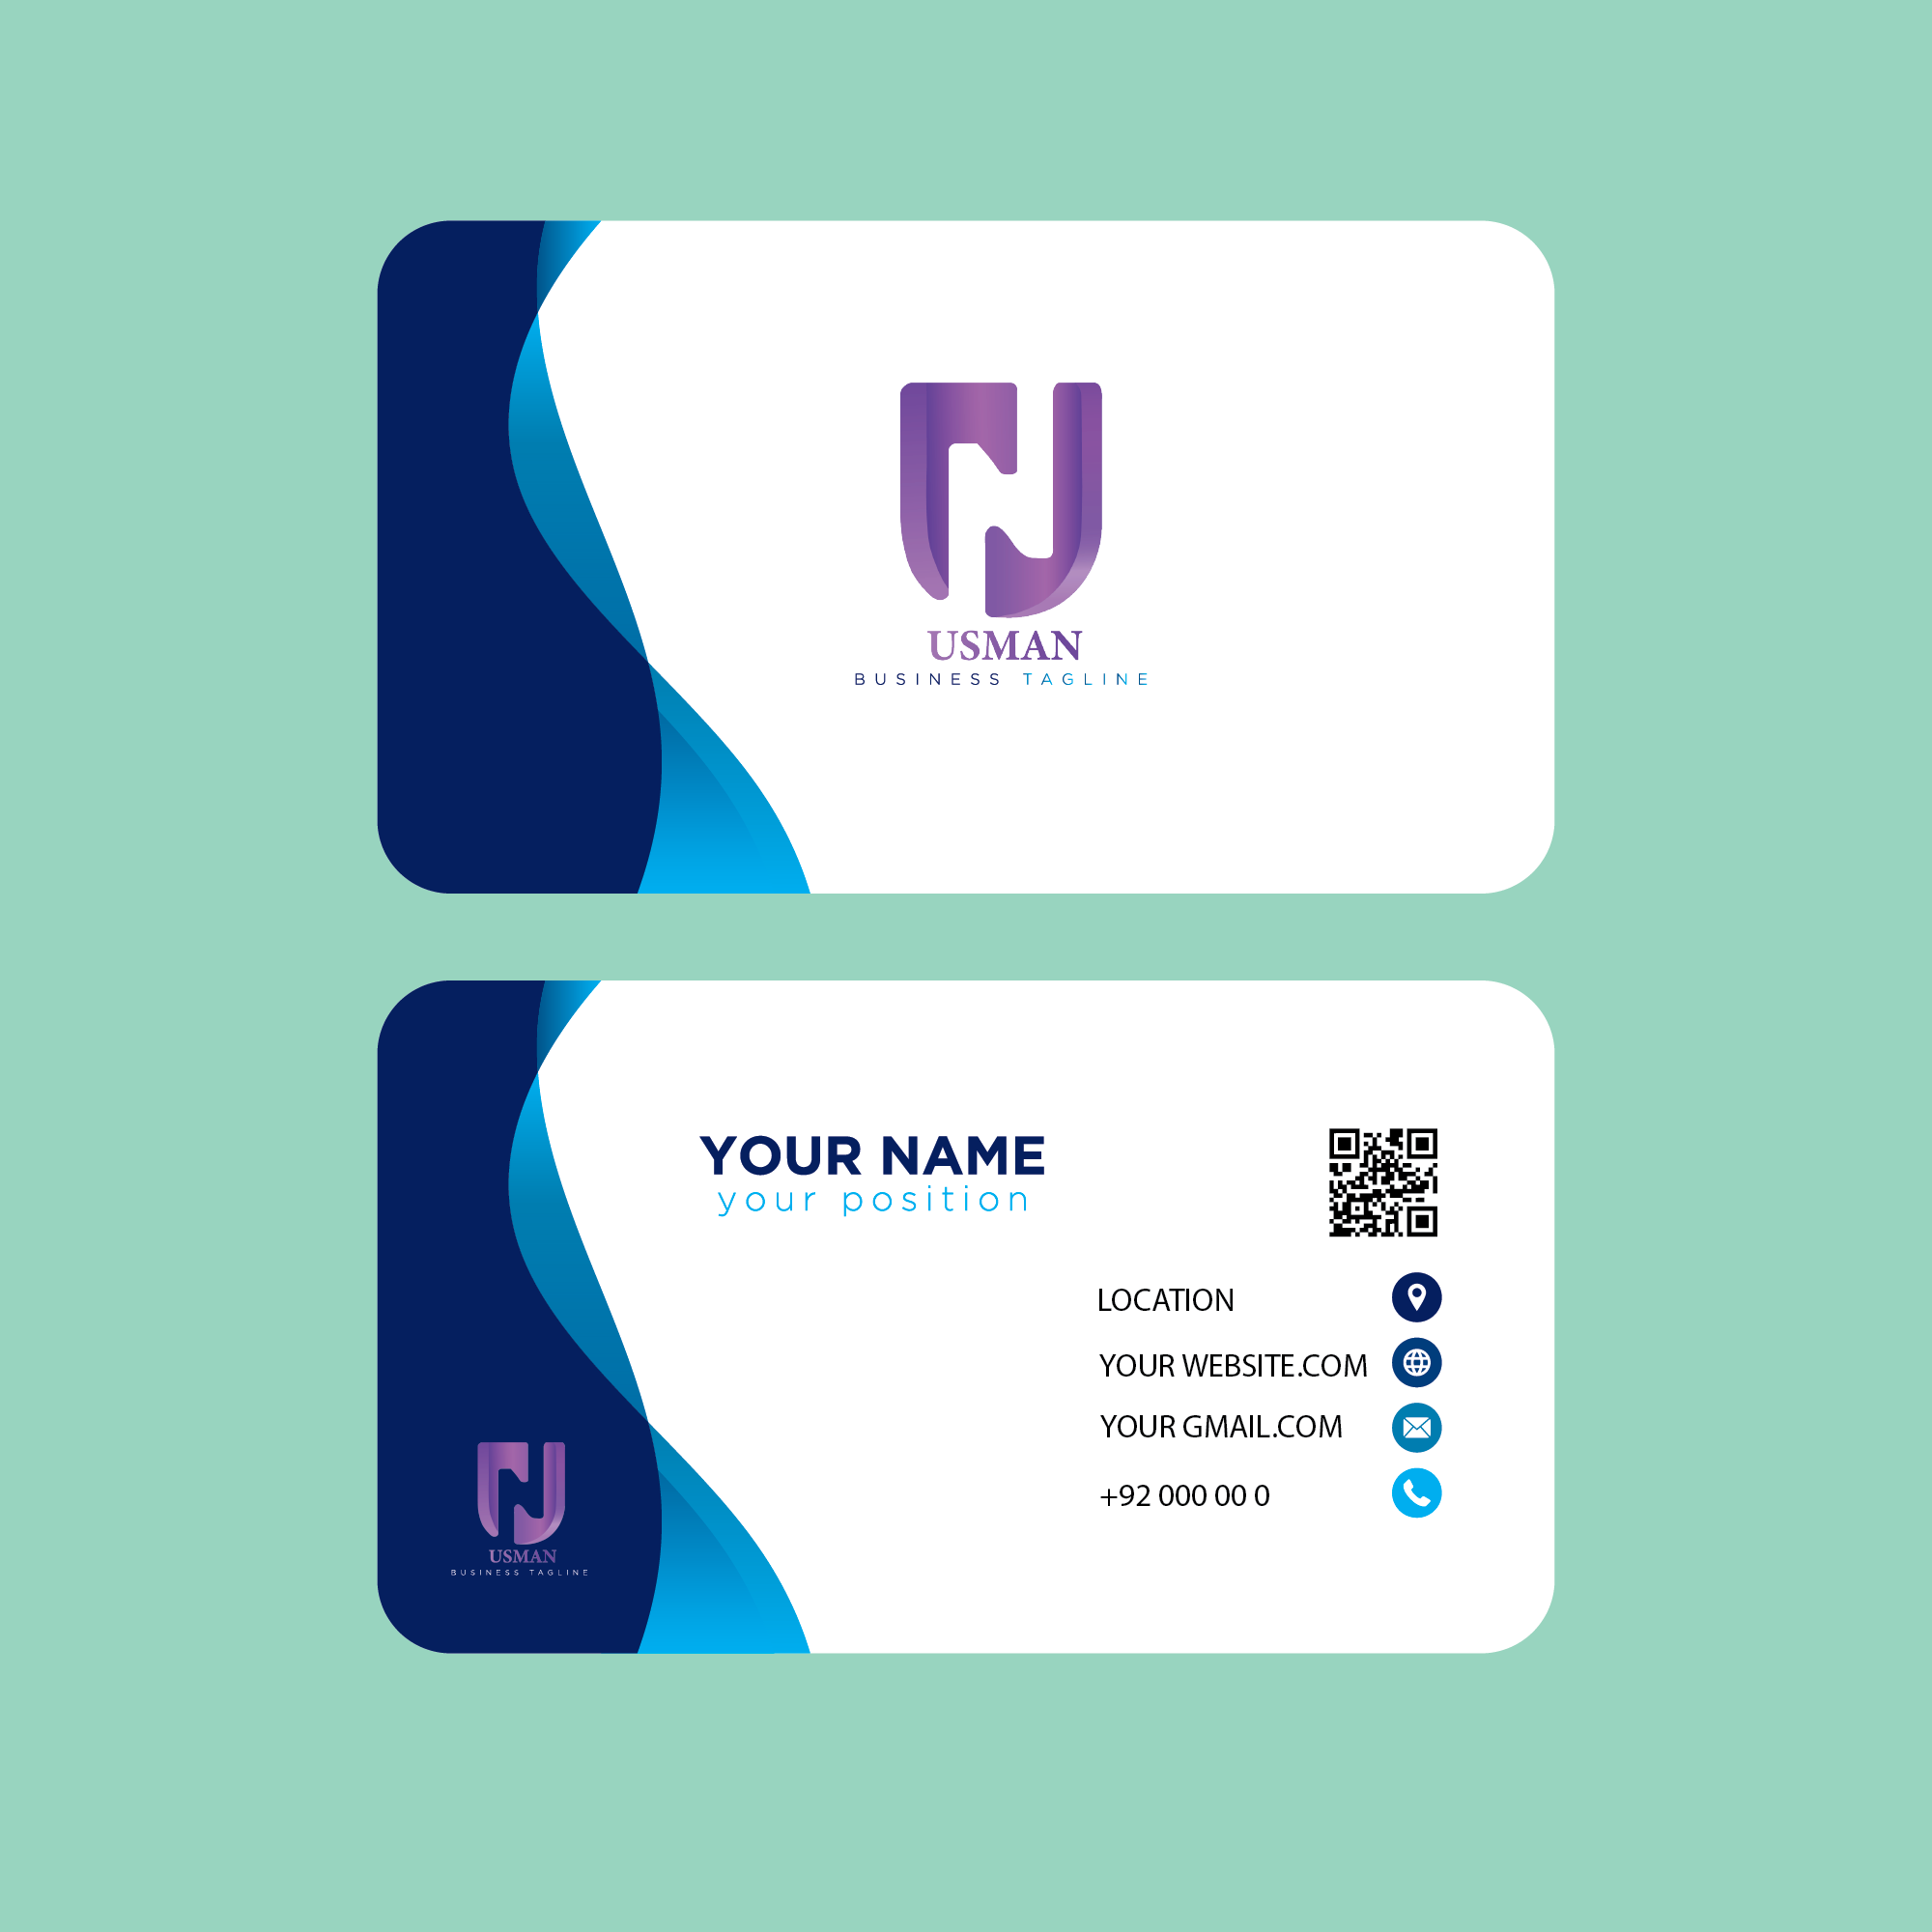 USMAN
BUSINESS TAGLINE
YOUR NAME
your position
LOCATION
YOUR WEBSITE.COM
YOUR GMAIL.COM
+92 000 00 0
USMAN
BUSINESS TAGLINE